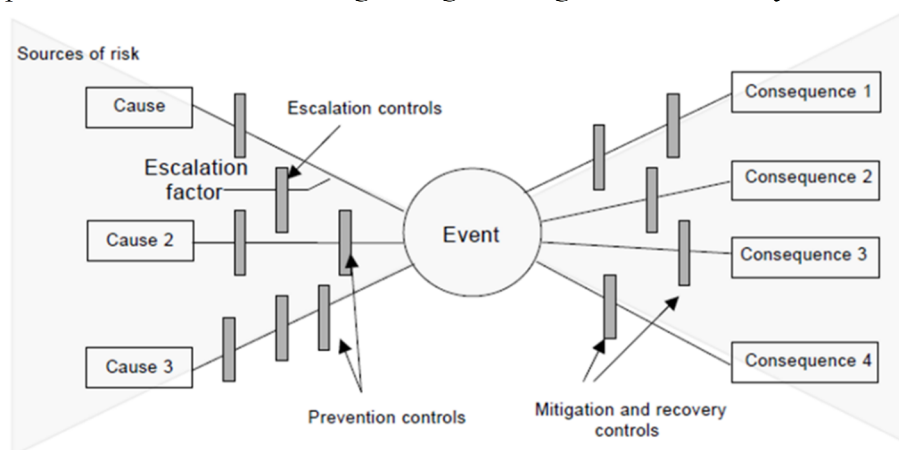 Sources of risk
Cause
Escalation controls
Escalation
factor
Cause 2
Cause 3
Prevention controls
Event
Consequence 1
Consequence 2
Consequence 3
Consequence 4
Mitigation and recovery
controls